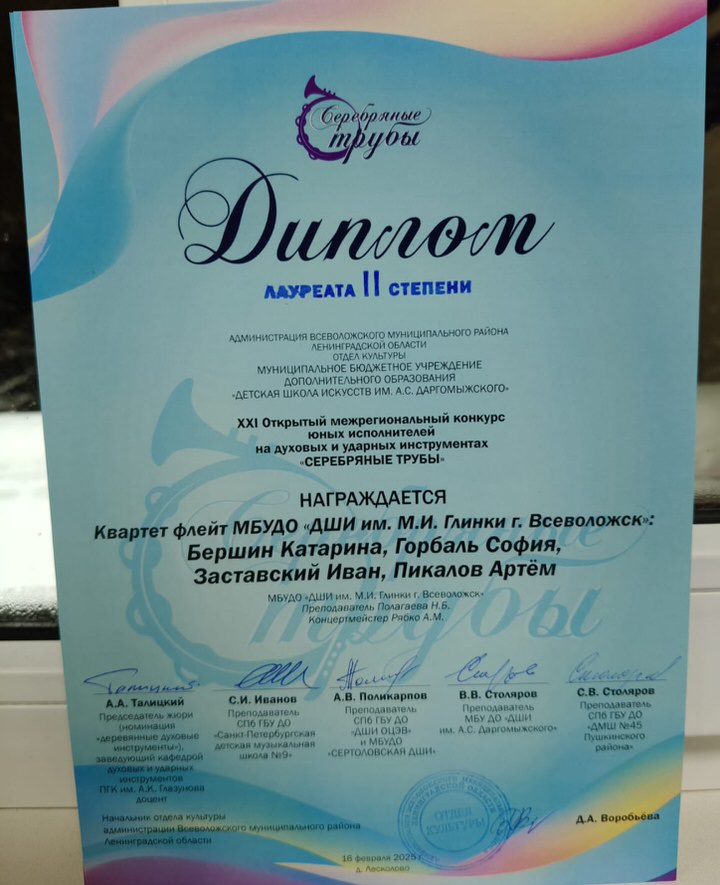 Серебряные
трубы
Диплом
ЛАУРЕАТА II СТЕПЕНИ
АДМИНИСТРАЦИЯ ВСЕВОЛОЖСКОГО МУНИЦИПАЛЬНОГО РАЙОНА
ЛЕНИНГРАДСКОЙ ОБЛАСТИ
ОТДЕЛ КУЛЬТУРЫ
МУНИЦИПАЛЬНОЕ БЮДЖЕТНОЕ УЧРЕЖДЕНИЕ
ДОПОЛНИТЕЛЬНОГО ОБРАЗОВАНИЯ
«ДЕТСКАЯ ШКОЛА ИСКУССТВ ИМ. А.С. ДАРГОМЫЖСКОГО»
XXI Открытый межрегиональный конкурс
юных исполнителей
на духовых и ударных инструментах
«СЕРЕБРЯНЫЕ ТРУБЫ»
НАГРАЖДАЕТСЯ
Квартет флейт МБУДО «ДШИ им. М.И. Глинки г. Всеволожск»:
Бершин Катарина, Горбаль София,
Заставский Иван, Пикалов Артём
МБУДО «ДШИ им. М.И. Глинки г. Всеволожск»
Преподаватель Полагаева Н.Б.
Концертмейстер Рябко А.М.
А.А. Талицкий
Председатель жюри
(номинация
«деревянные духовые
инструменты»),
заведующий кафедрой
духовых и ударных
инструментов
ПГК им. А.К. Глазунова
доцент
С.И. Иванов
Преподаватель
СПб ГБУ ДО
«Санкт-Петербургская
детская музыкальная
школа №9»
А.В. Поликарпов
Преподаватель
СПб ГБУ ДО
«ДШИ ОЦЭВ»
и МБУДО
«СЕРТОЛОВСКАЯ ДШИ»
В.В. Столяров
Преподаватель
МБУ ДО «ДШИ
им. А.С. Даргомыжского»
С.В. Столяров
Преподаватель
СПб ГБУ ДО
«ДМШ №45
Пушкинского
района»
Начальник отдела культуры
администрации Всеволожского муниципального района
Ленинградской области
ОТДЕЛ
КУЛЬТУРЫ
Д.А. Воробьёва
16 февраля 2025 г.
д. Лесколово